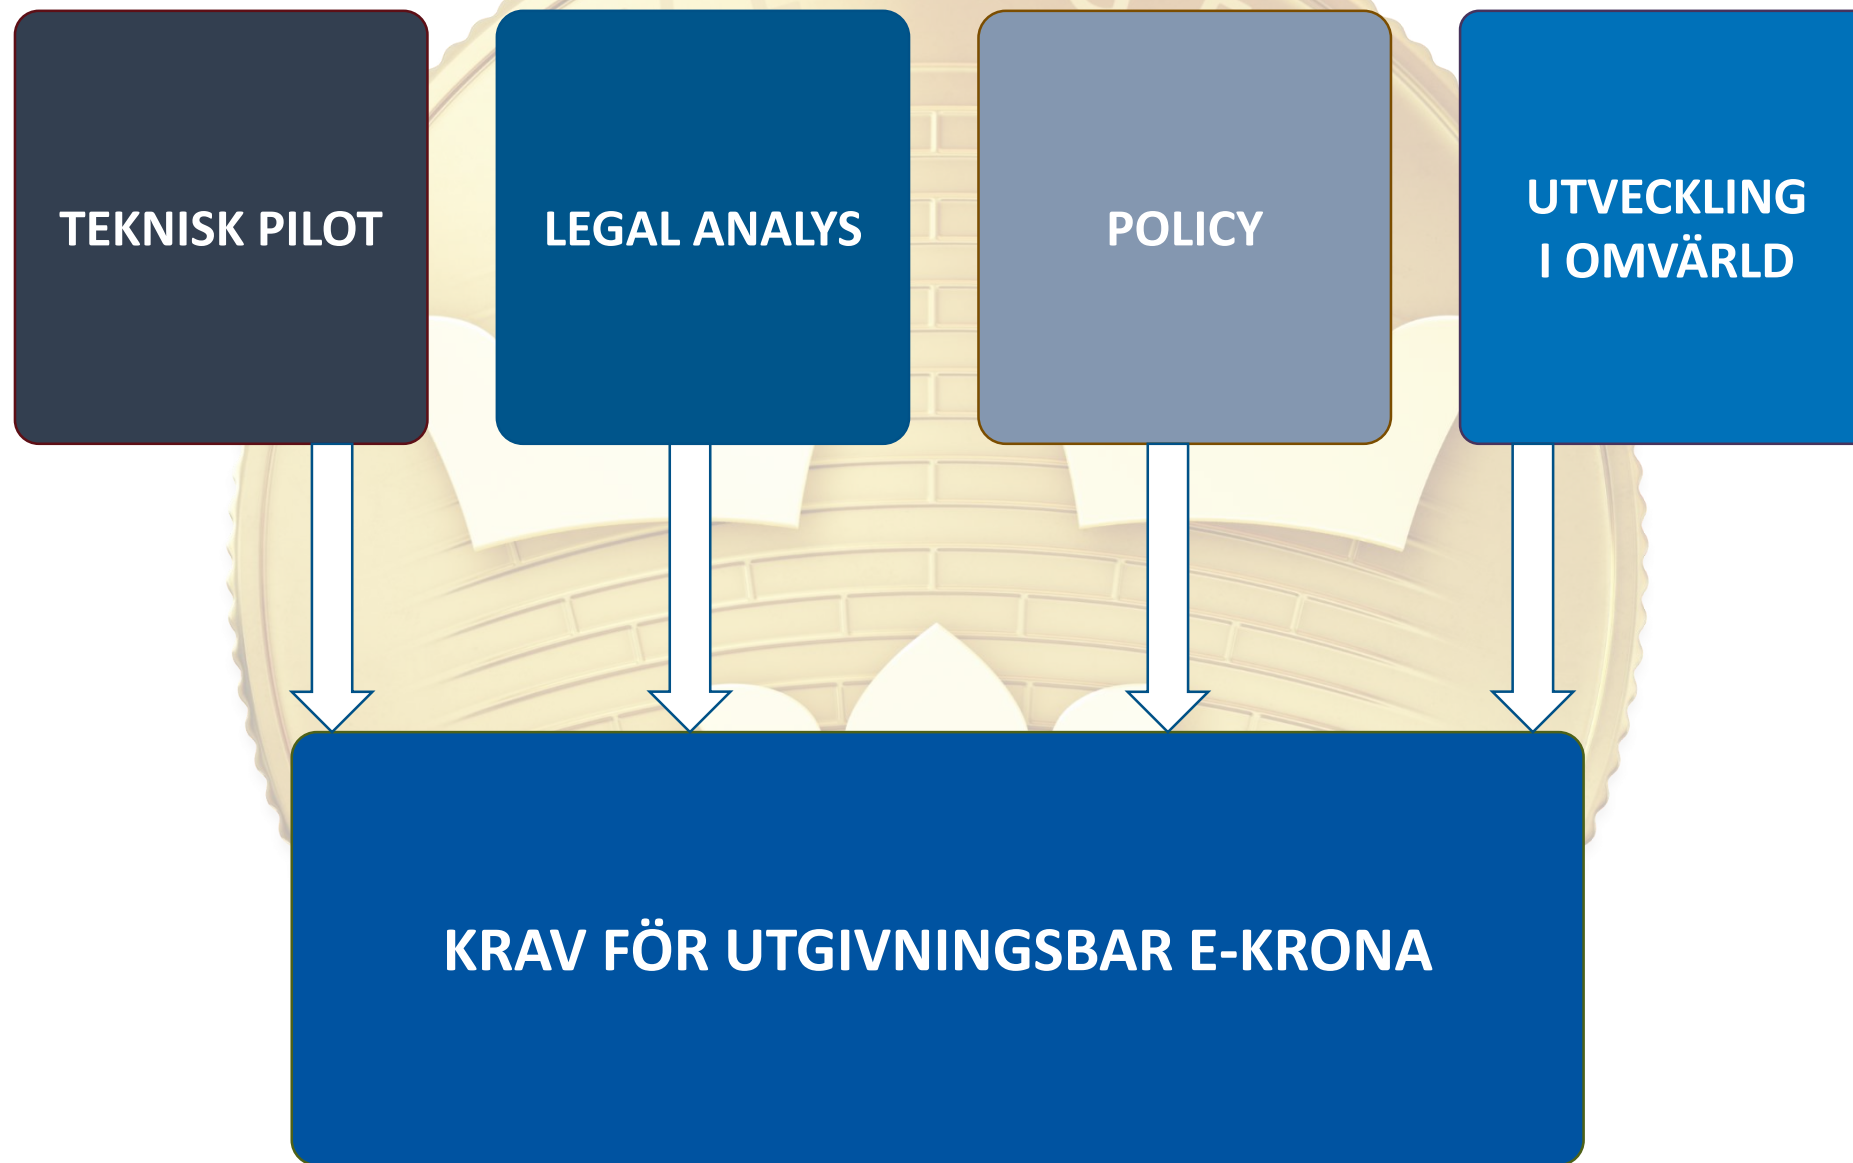 TEKNISK PILOT
LEGAL ANALYS
POLICY
UTVECKLING
I OMVÄRLD
KRAV FÖR UTGIVNINGSBAR E-KRONA